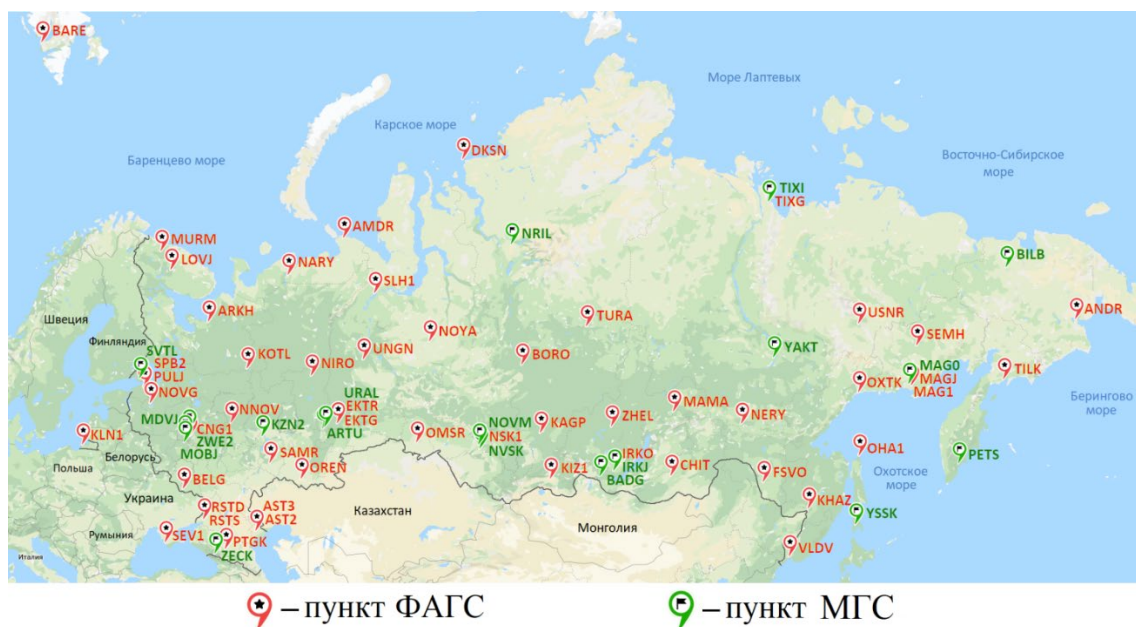 BARE
Море Лаптевых
Карское море
DKSN
Восточно-Сибирское
море
Баренцево море
TIXI
TIXG
AMDR
MURM
NRIL
LOVJ
NARY
BILB
SLH1
ARKH
TURA
USNR
ANDR
Швеция
NOYA
SEMH
Финляндия
SVTL
SPB2
PULJ
NOVG
KOTL
NIRO
UNGN
BORO
YAKT
MAG0
MAGJ
MAG1
OXTK
TILK
Берингово
море
URAL
EKTR
EKTG
ARTU
MDVJ
CNG1
ZWE2
MOBJ
NNOV
KZN2
KLN1
OMSR
NOVM
NSK1
NVSK
KAGP
ZHEL
MAMA
NERY
OHA1
PETS
Польша
Беларусь
SAMR
OREN
BELG
KIZ1
IRKO
IRKJ
BADG
CHIT
FSVO
Охотское
море
KHAZ
YSSK
Украина
RSTD
RSTS
AST3
AST2
Казахстан
Монголия
Румыния
SEV1
PTGK
ZECK
VLDV
Италия
– пункт ФАГС
– пункт МГС